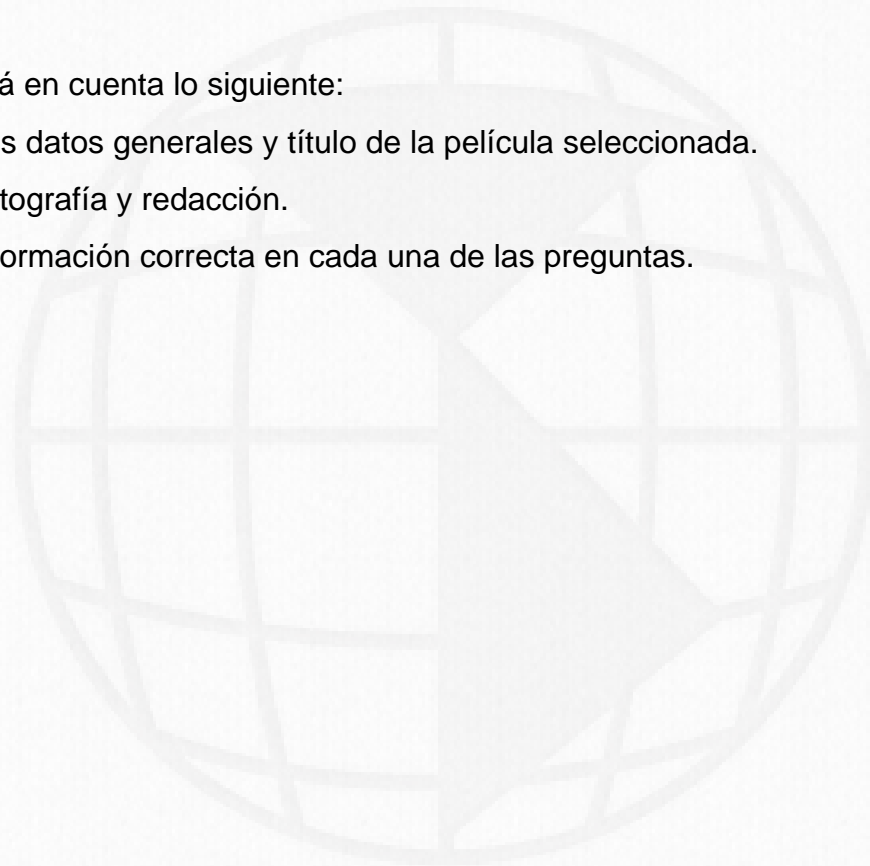 á en cuenta lo siguiente:
s datos generales y título de la película seleccionada.
tografía y redacción.
ormación correcta en cada una de las preguntas.